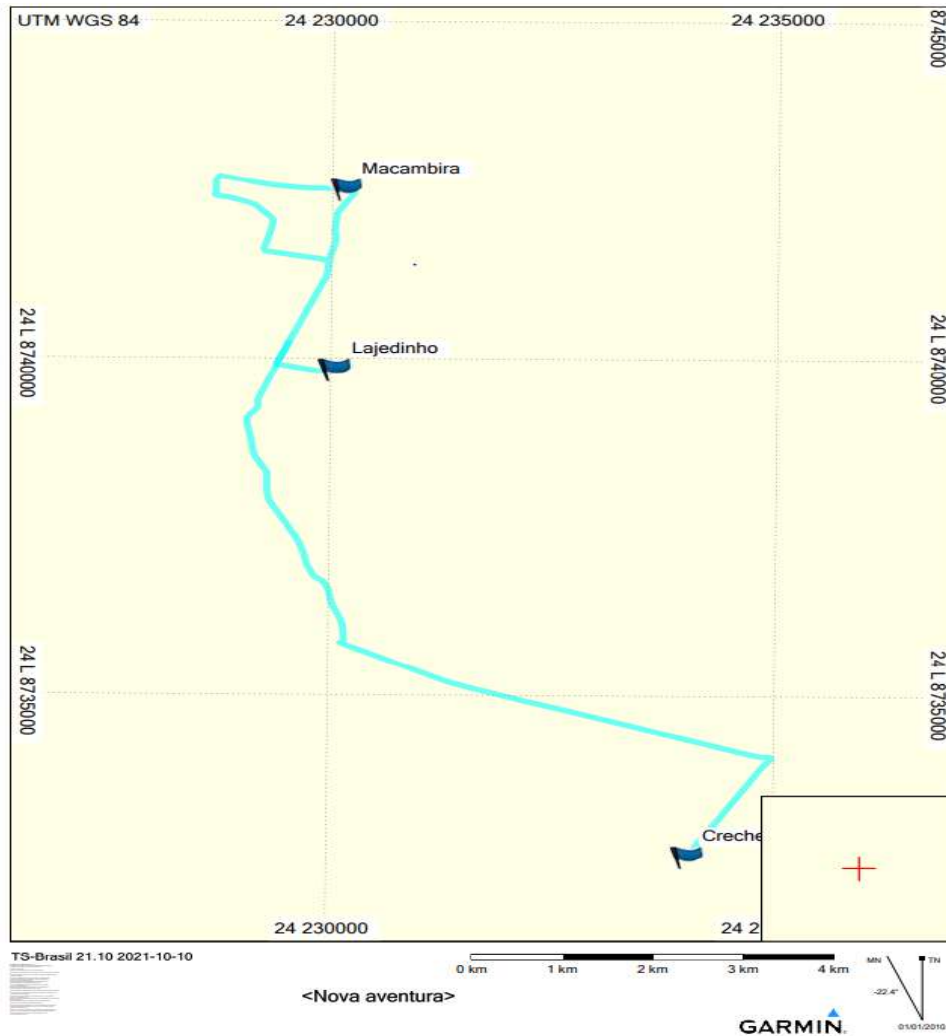 UTM WGS 84
24 230000
24 235000
8745000
Macambira
Lajedinho
24 L 8740000
24 L 8740000
24 L 8735000
24 L 8735000
Creche
24 230000
24 2
TS-Brasil 21.10 2021-10-10
0 km
1 km
2 km
3 km
4 km
MN
TN
-22.4°
01/01/2010
<Nova aventura>
GARMIN.